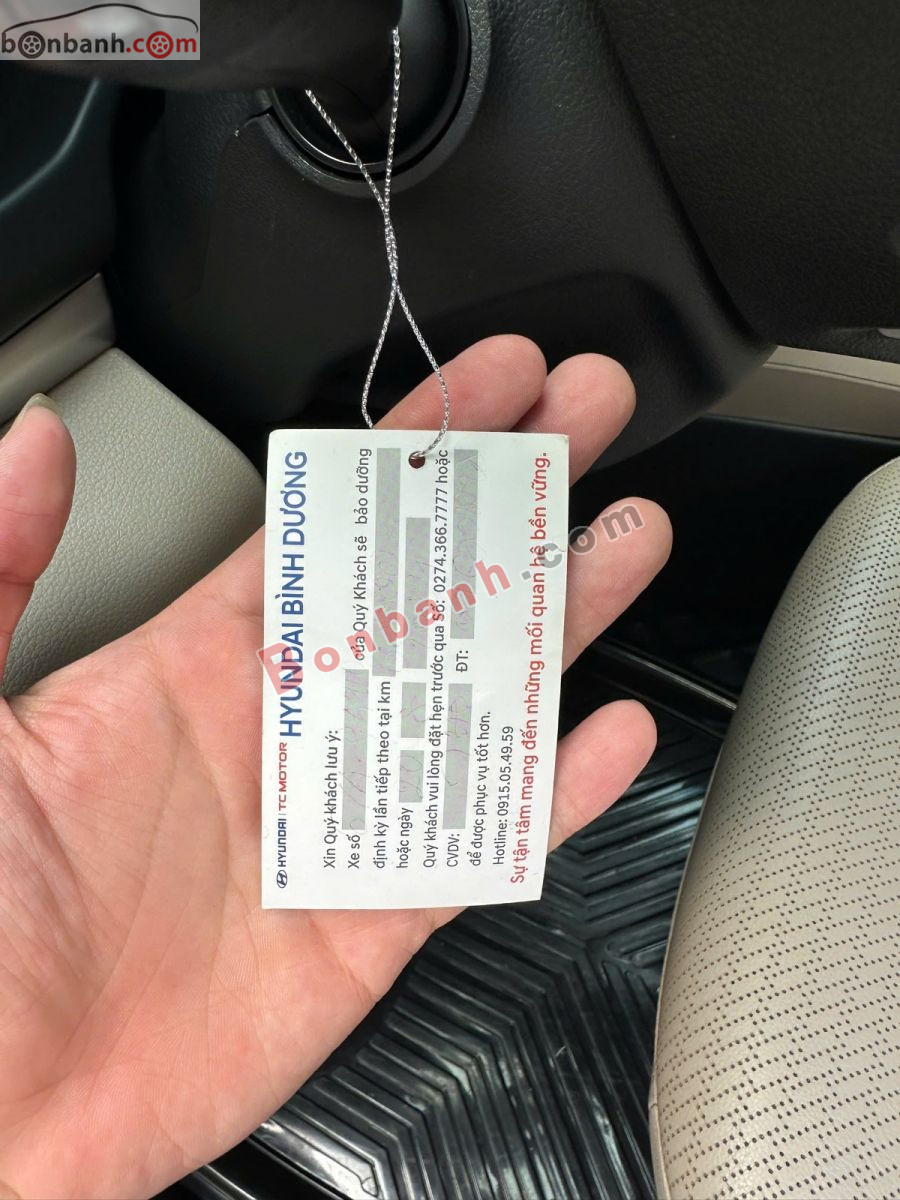 bonbanh.com
HYUNDAI | TC MOTOR
HYUNDAI BÌNH DƯƠNG
Xin Quý khách lưu ý:
Xe số của Quý Khách sẽ bảo dưỡng
định kỳ lần tiếp theo tại km
hoặc ngày
Quý khách vui lòng đặt hẹn trước qua Số: 0274.366.7777 hoặc
CVDV: ĐT:
để được phục vụ tốt hơn.
Hotline: 0915.05.49.59
Sự tận tâm mang đến những mối quan hệ bền vững.
Bonbanh.com